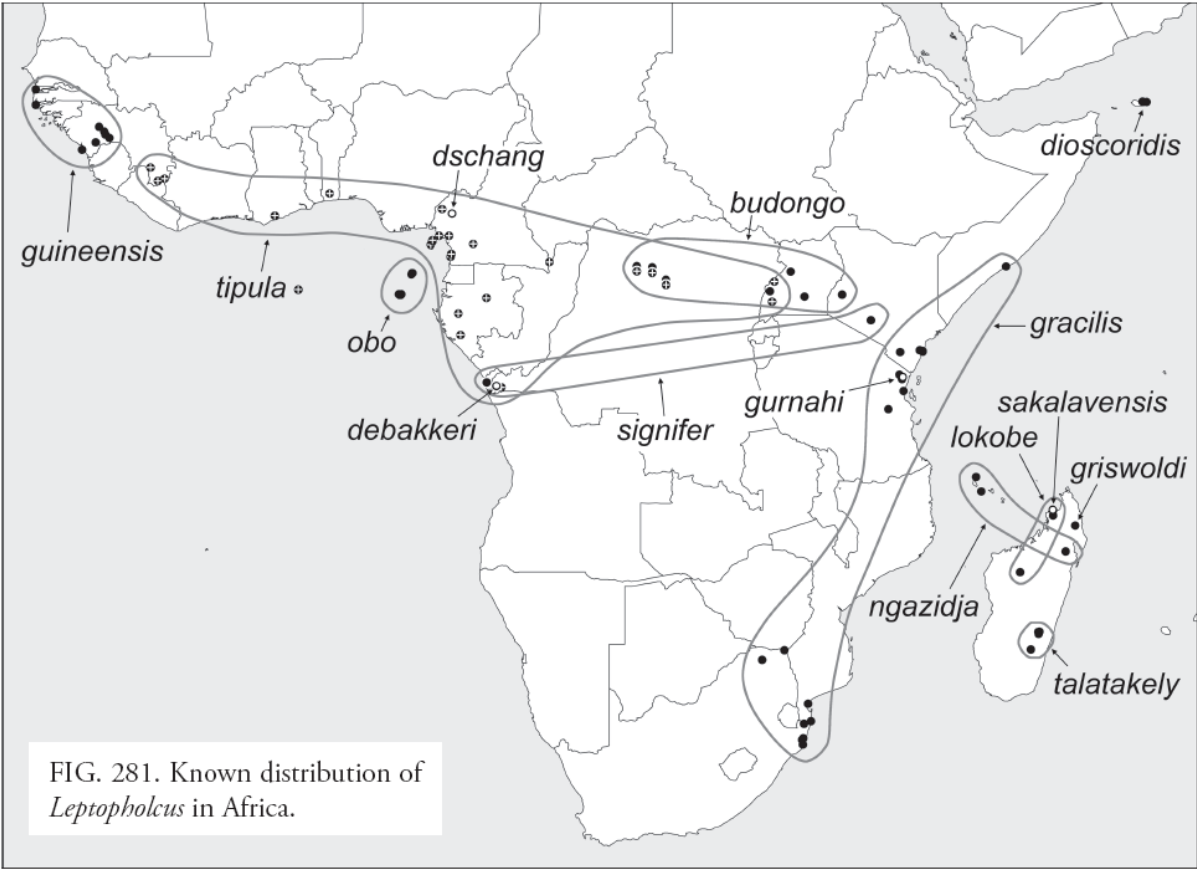 dschang
dioscoridis
budongo
guineensis
tipula
obo
gracilis
debakkeri
signifer
gurnahi
sakalavensis
lokobe
griswoldi
ngazidja
talatakely
FIG. 281. Known distribution of
Leptopholcus in Africa.